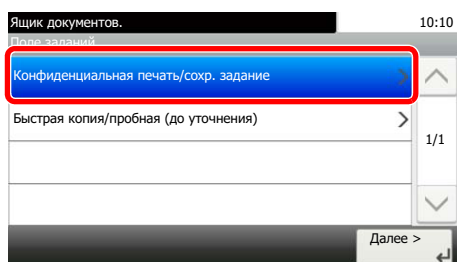 Ящик документов. 10:10
Поле заданий
Конфиденциальная печать/сохр. задание
Быстрая копия/пробная (до уточнения)
1/1
Далее >